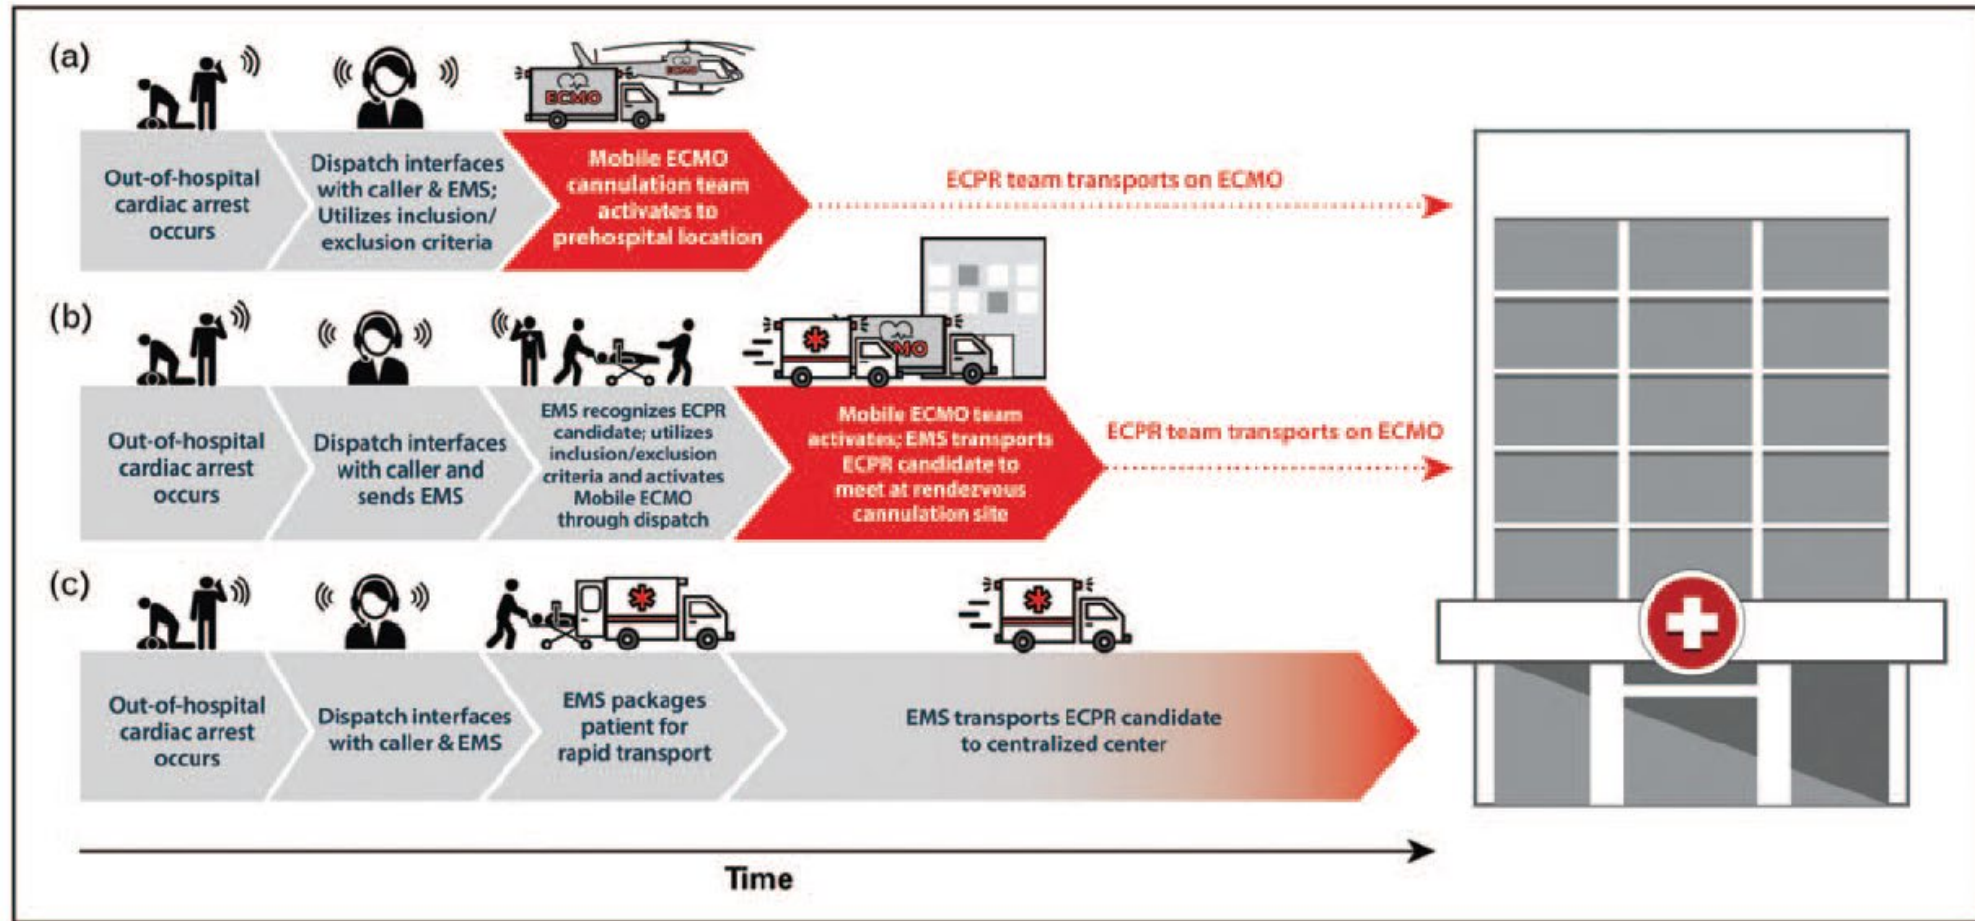 (a)
ECMO
ECMO
Out-of-hospital
cardiac arrest
occurs
Dispatch interfaces
with caller & EMS;
Utilizes inclusion/
exclusion criteria
Mobile ECMO
cannulation team
activates to
prehospital location
ECPR team transports on ECMO
(b)
MO
Out-of-hospital
cardiac arrest
occurs
Dispatch interfaces
with caller and
sends EMS
EMS recognizes ECPR
candidate; utilizes
inclusion/exclusion
criteria and activates
Mobile ECMO
through dispatch
Mobile ECMO team
activates; EMS transports
ECPR candidate to
meet at rendezvous
cannulation site
ECPR team transports on ECMO
(c)
Out-of-hospital
cardiac arrest
occurs
Dispatch interfaces
with caller & EMS
EMS packages
patient for
rapid transport
EMS transports ECPR candidate
to centralized center
Time